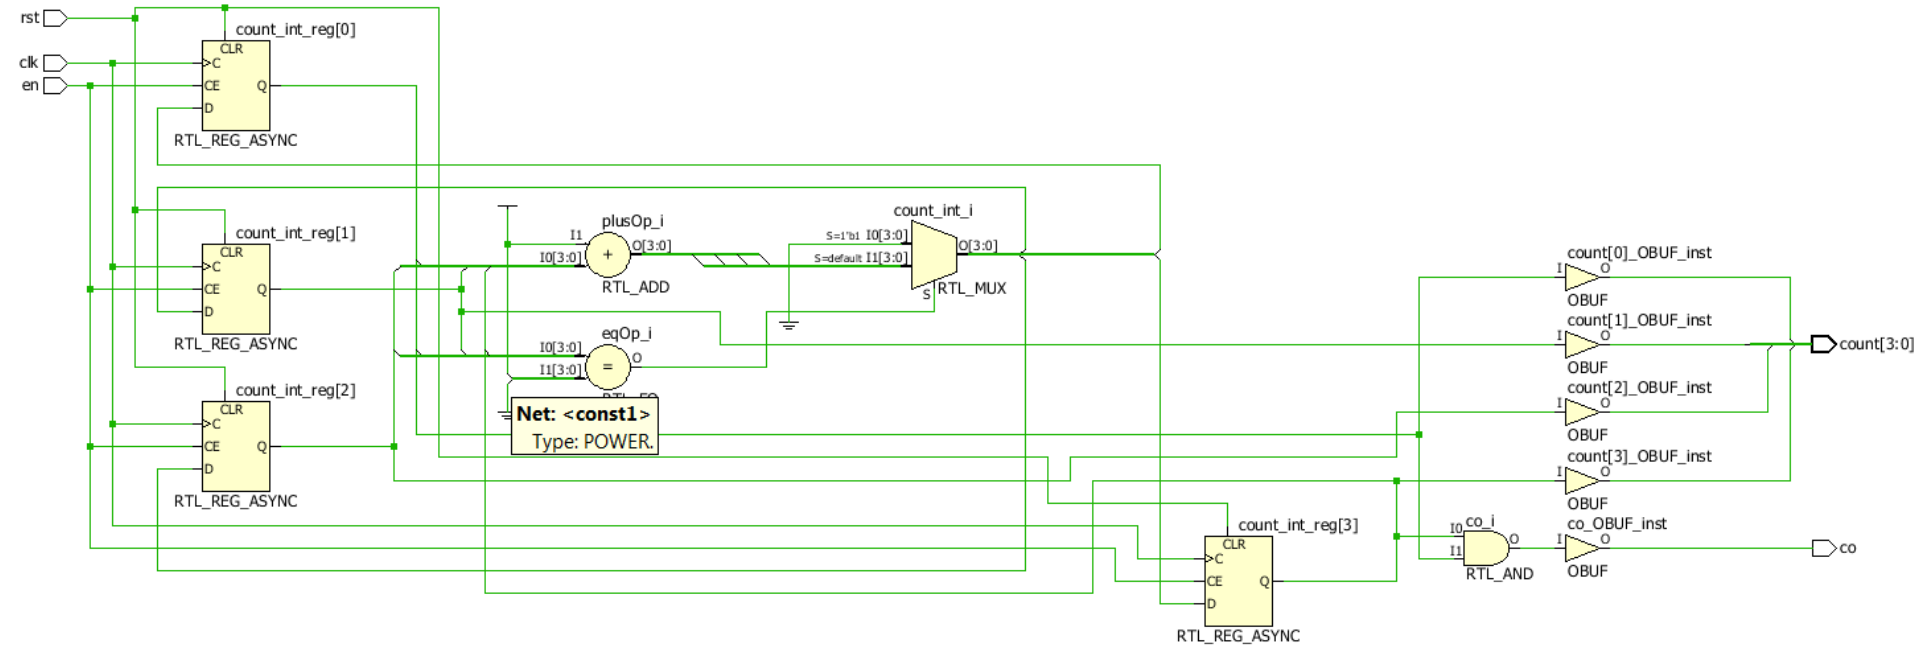 rst
clk
en
count_int_reg[0]
CLR
C
CE
Q
D
RTL_REG_ASYNC
count_int_reg[1]
CLR
C
CE
Q
D
RTL_REG_ASYNC
count_int_reg[2]
CLR
C
CE
Q
D
RTL_REG_ASYNC
plusOp_i
I1
I0[3:0]
+
O[3:0]
RTL_ADD
eqOp_i
I0[3:0]
I1[3:0]
=
O
Net: <const1>
Type: POWER.
count_int_i
S=1'b1 I0[3:0]
S=default I1[3:0]
O[3:0]
S
RTL_MUX
count_int_reg[3]
CLR
C
CE
Q
D
RTL_REG_ASYNC
co_i
I0
I1
O
RTL_AND
count[0]_OBUF_inst
I
O
OBUF
count[1]_OBUF_inst
I
O
OBUF
count[2]_OBUF_inst
I
O
OBUF
count[3]_OBUF_inst
I
O
OBUF
co_OBUF_inst
I
O
OBUF
count[3:0]
co